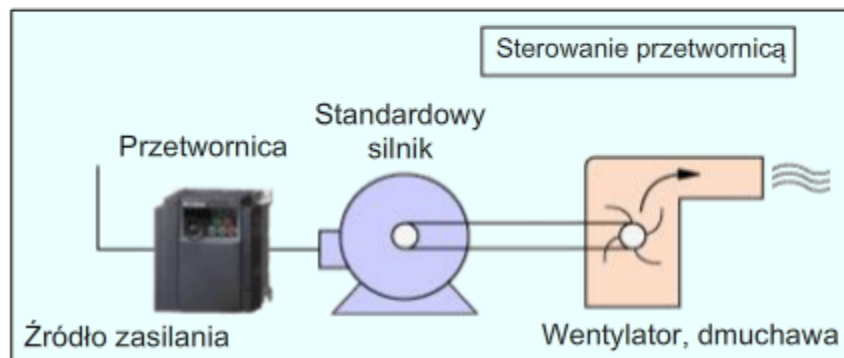 Sterowanie przetwornicą
Standardowy
silnik
Przetwornica
Źródło zasilania
Wentylator, dmuchawa